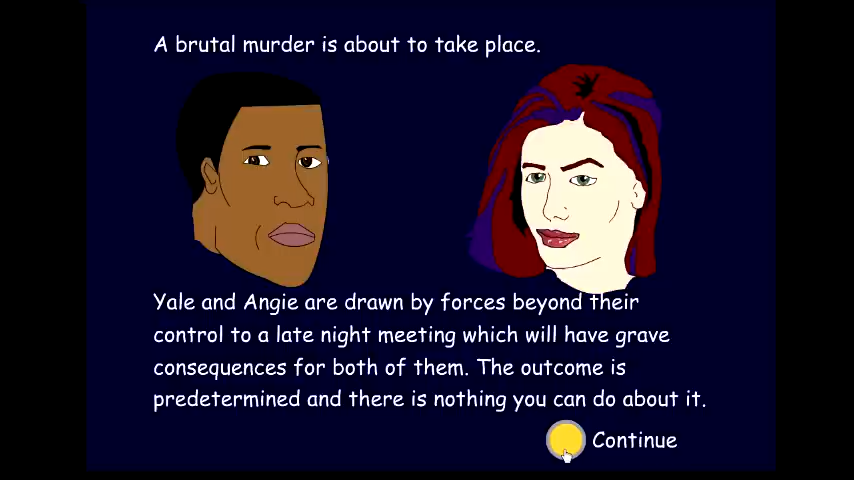 A brutal murder is about to take place.
Yale and Angie are drawn by forces beyond their
control to a late night meeting which will have grave
consequences for both of them. The outcome is
predetermined and there is nothing you can do about it.
Continue